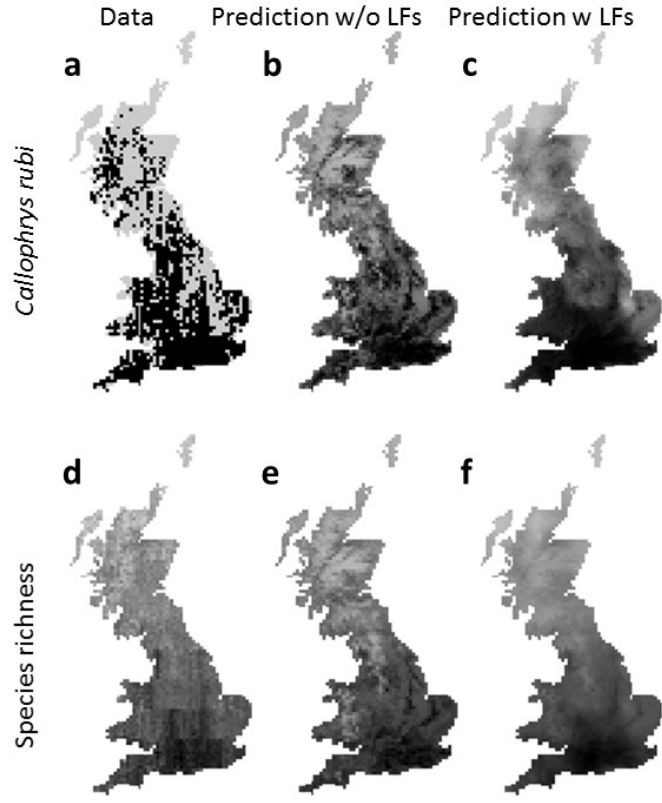 Data Prediction w/o LFs Prediction w LFs
a b c
Callophrys rubi
d e f
Species richness